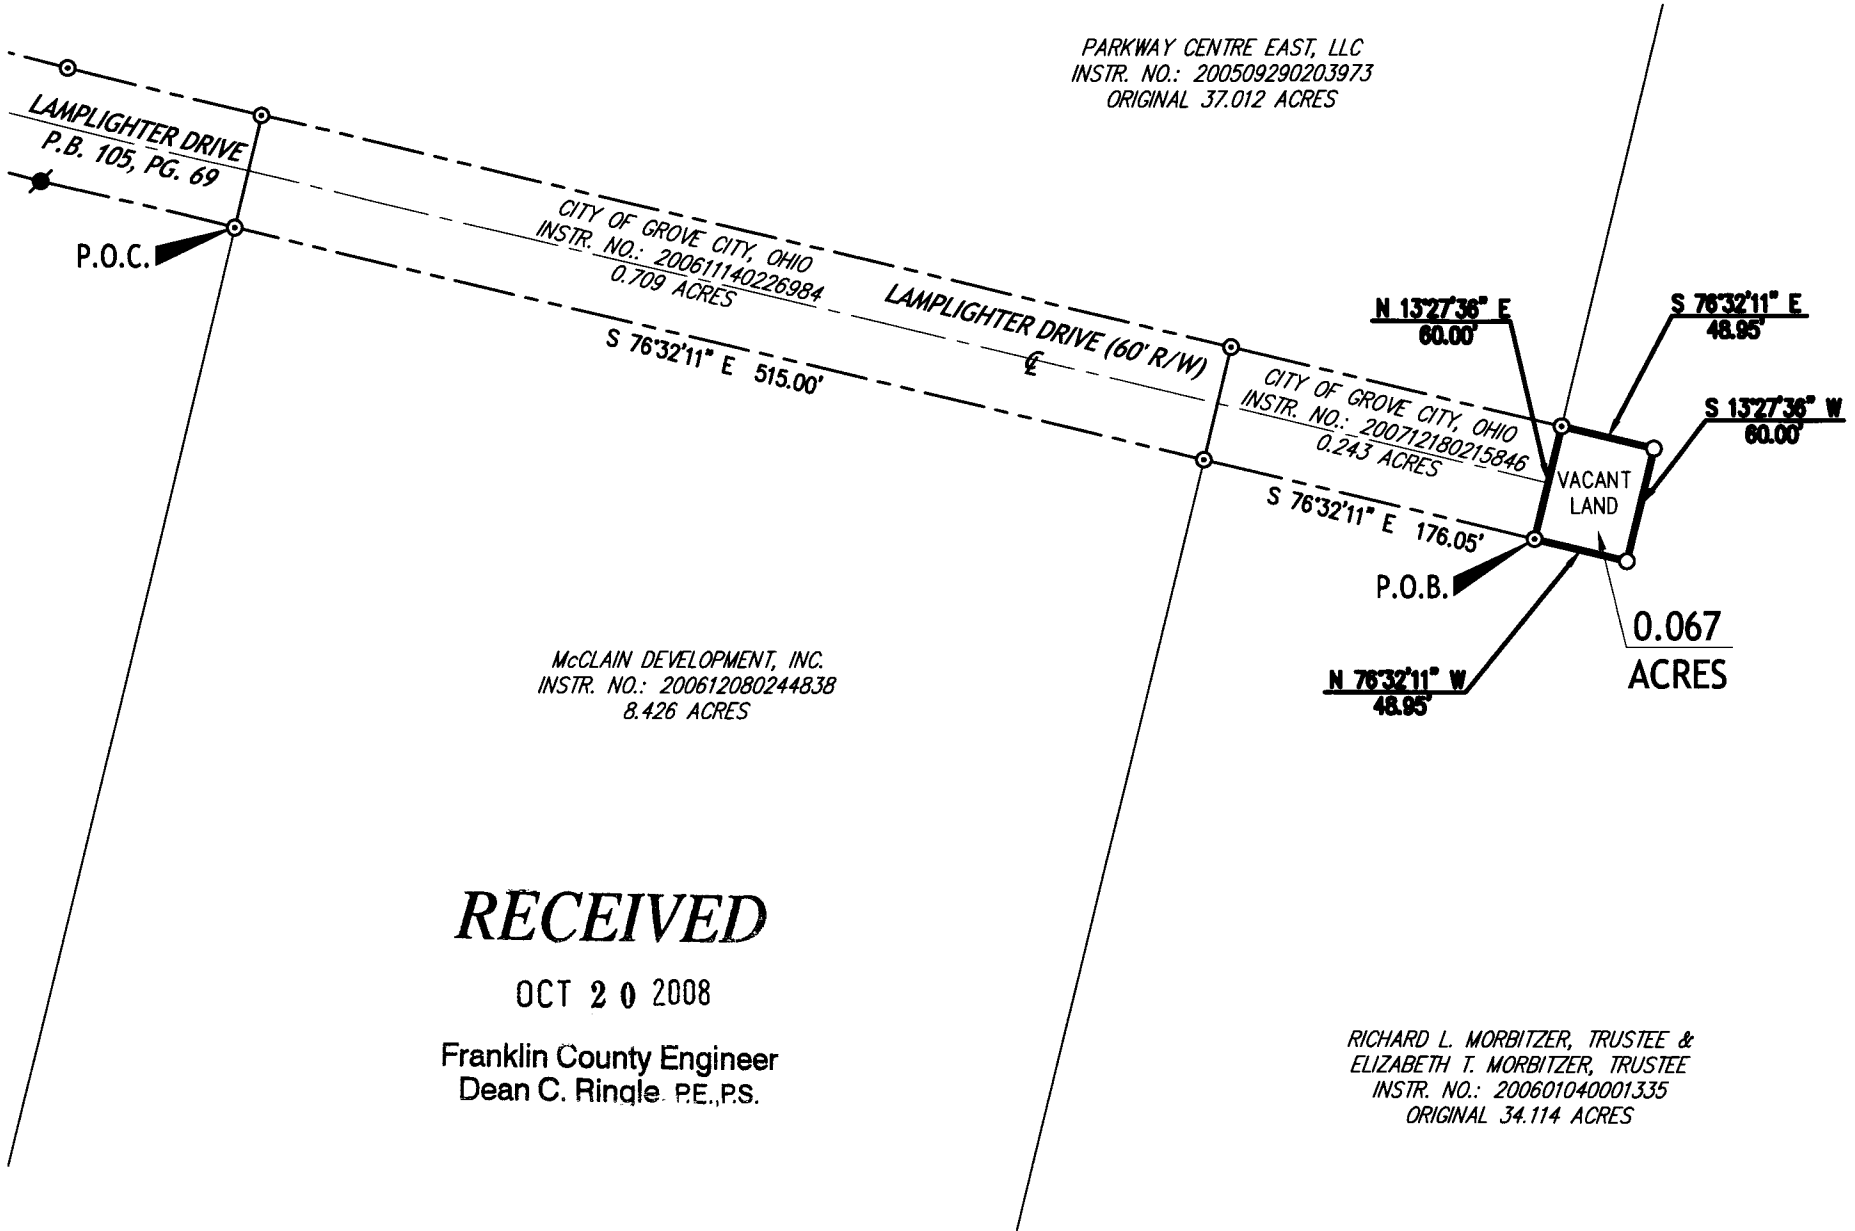 PARKWAY CENTRE EAST, LLC
INSTR. NO.: 200509290203973
ORIGINAL 37.012 ACRES
LAMPLIGHTER DRIVE
P.B. 105, PG. 69
P.O.C.
CITY OF GROVE CITY, OHIO
INSTR. NO.: 200611140226984
0.709 ACRES
LAMPLIGHTER DRIVE (60' R/W)
℄
S 76°32'11" E 515.00'
N 13°27'36" E
60.00'
S 76°32'11" E
48.95'
CITY OF GROVE CITY, OHIO
INSTR. NO.: 200712180215846
0.243 ACRES
S 13°27'36" W
60.00'
VACANT
LAND
S 76°32'11" E 176.05'
P.O.B.
0.067
ACRES
N 76°32'11" W
48.95'
McCLAIN DEVELOPMENT, INC.
INSTR. NO.: 200612080244838
8.426 ACRES
RECEIVED
OCT 20 2008
Franklin County Engineer
Dean C. Ringle P.E.,P.S.
RICHARD L. MORBITZER, TRUSTEE &
ELIZABETH T. MORBITZER, TRUSTEE
INSTR. NO.: 200601040001335
ORIGINAL 34.114 ACRES